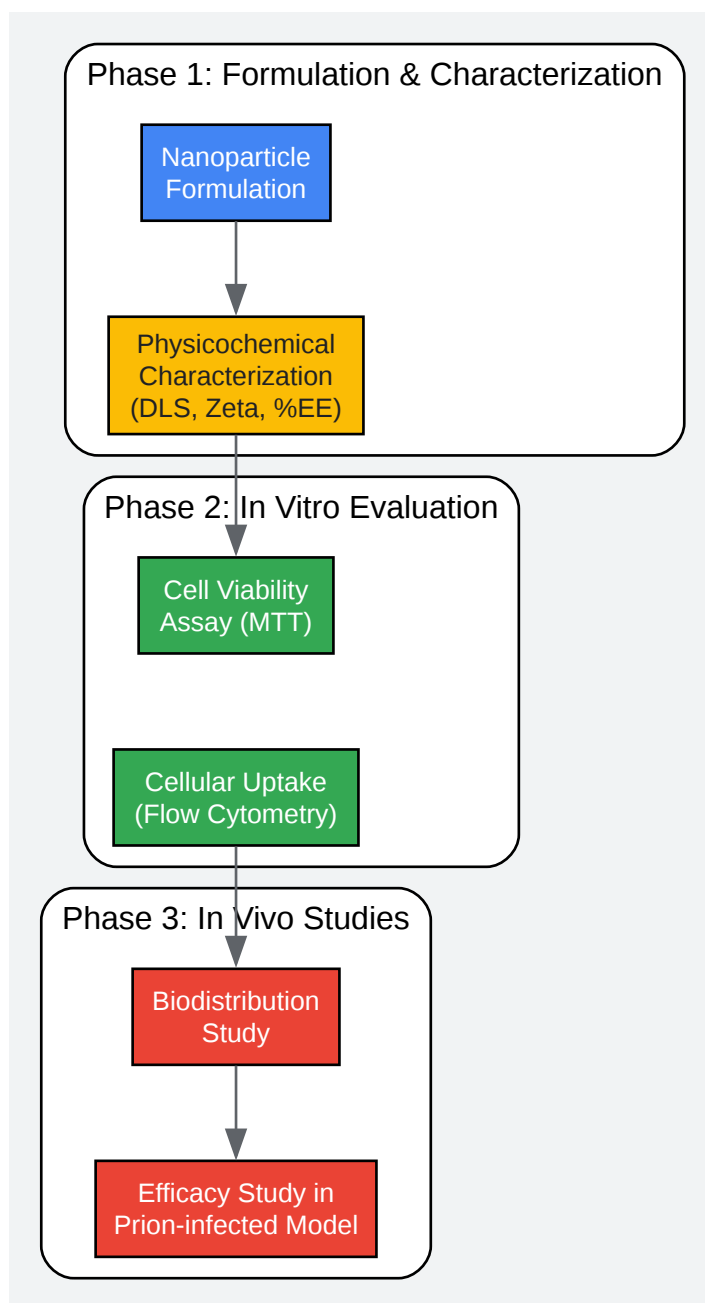 Phase 1: Formulation & Characterization
Nanoparticle
Formulation
Physicochemical
Characterization
(DLS, Zeta, %EE)
Phase 2: In Vitro Evaluation
Cell Viability
Assay (MTT)
Cellular Uptake
(Flow Cytometry)
Phase 3: In Vivo Studies
Biodistribution
Study
Efficacy Study in
Prion-infected Model